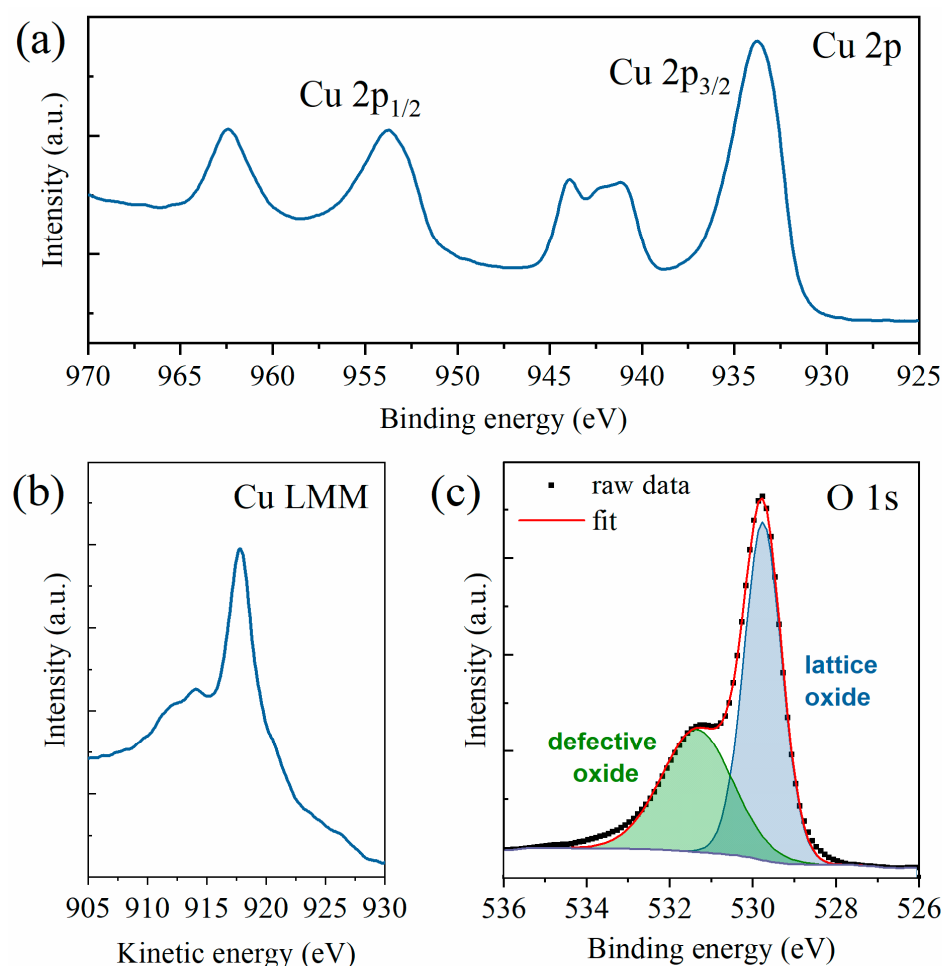 (a)
Cu 2p
Cu 2p1/2
Cu 2p3/2
Intensity (a.u.)
970 965 960 955 950 945 940 935 930 925
Binding energy (eV)
(b)
Cu LMM
Intensity (a.u.)
905 910 915 920 925 930
Kinetic energy (eV)
(c)
raw data
fit
O 1s
Intensity (a.u.)
lattice
oxide
defective
oxide
536 534 532 530 528 526
Binding energy (eV)